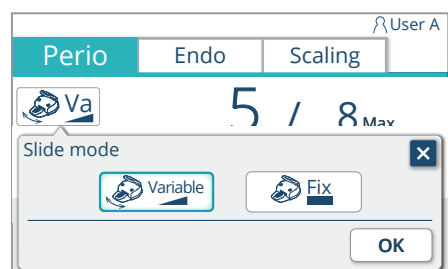 User A
Perio Endo Scaling
Va 5 / 8 Max
Slide mode
Variable Fix
OK